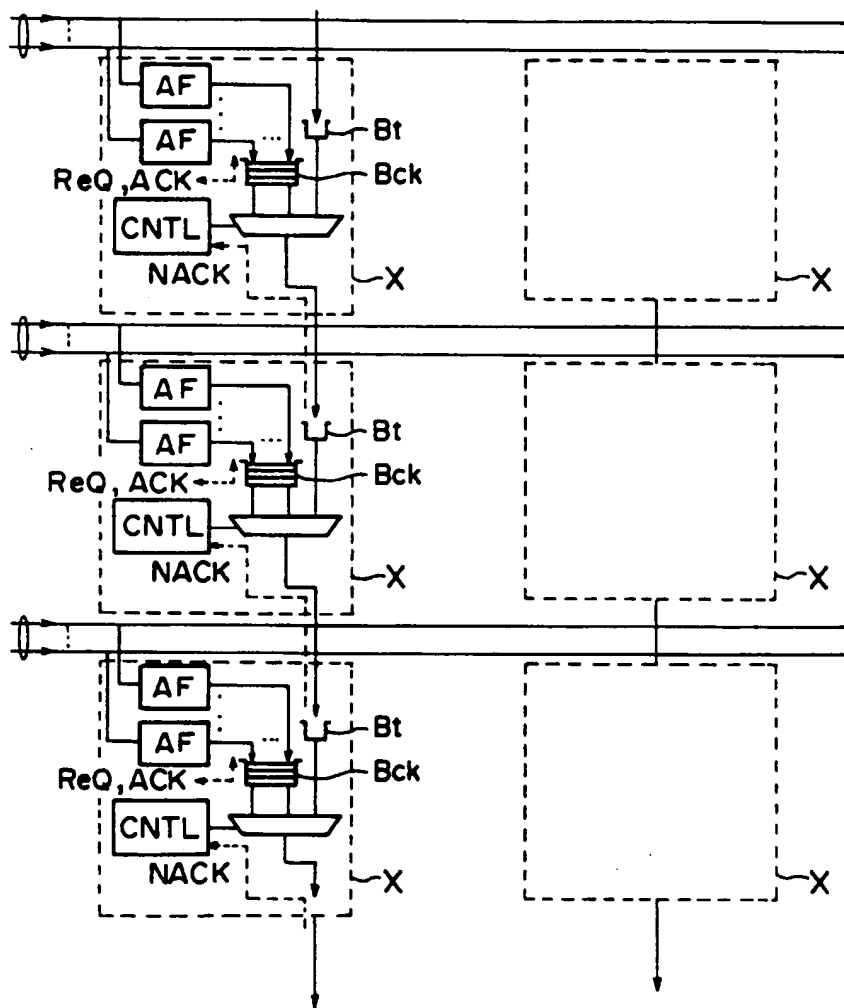 AF
Bt
AF
ReQ, ACK
Bck
CNTL
NACK
X
X
AF
Bt
AF
ReQ, ACK
Bck
CNTL
NACK
X
X
AF
Bt
AF
ReQ, ACK
Bck
CNTL
NACK
X
X